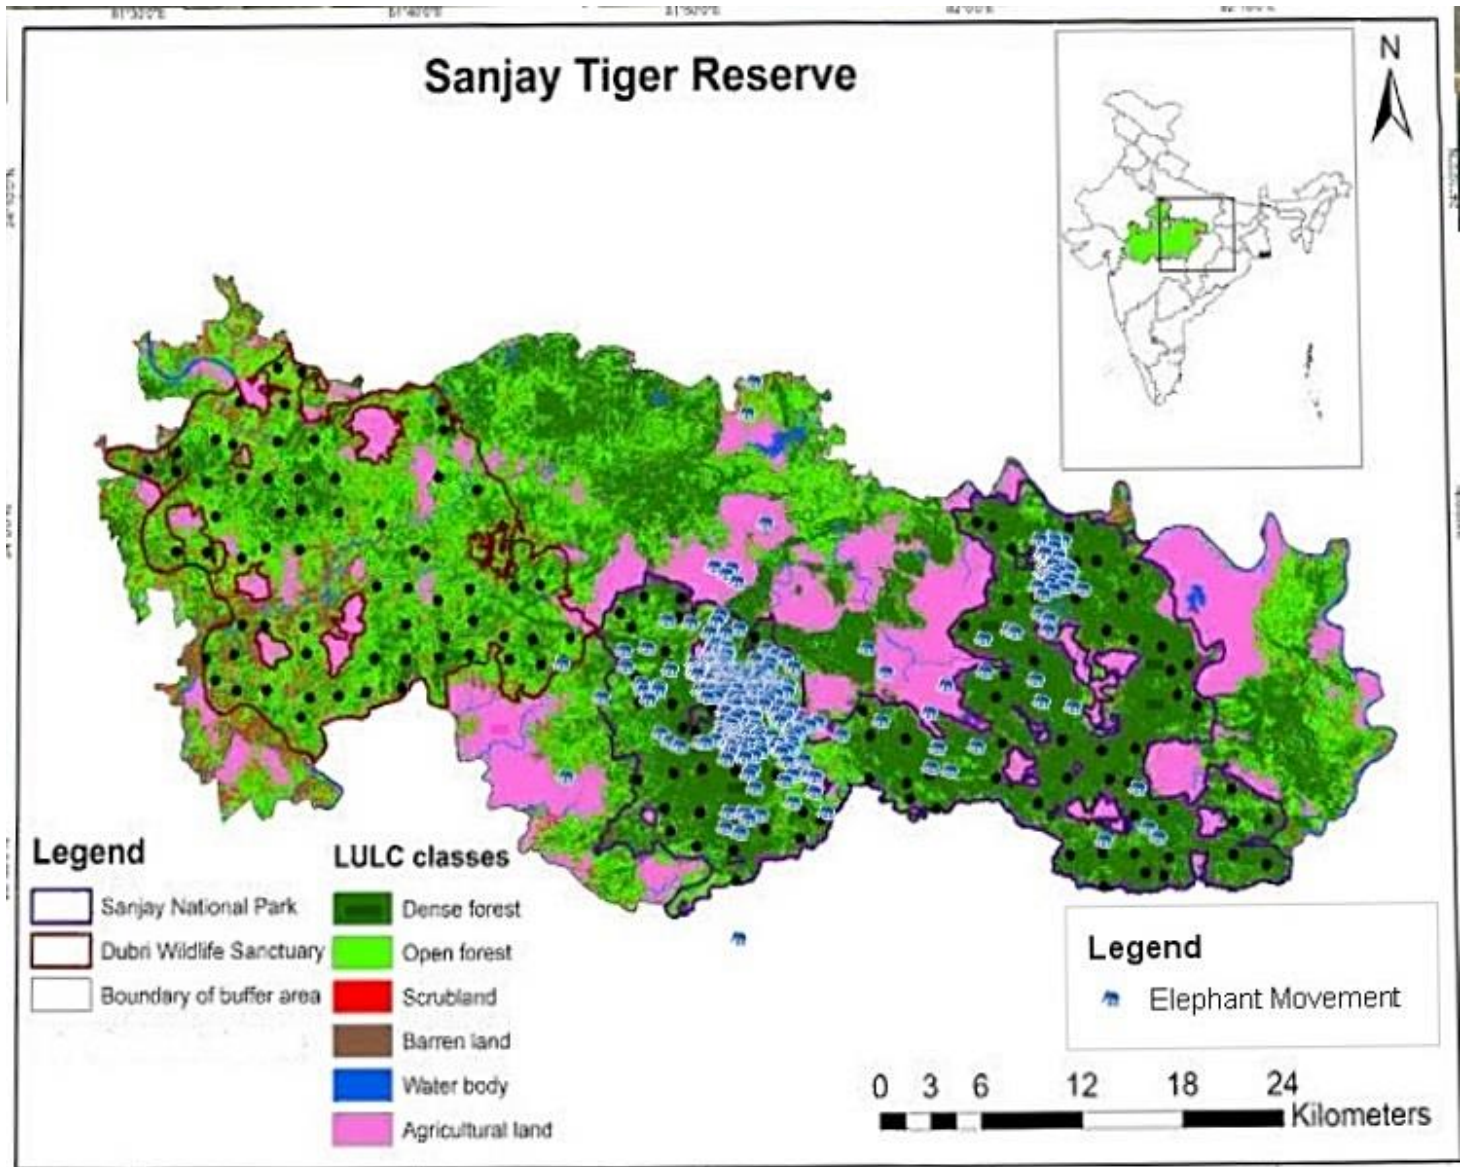 Sanjay Tiger Reserve
N
Legend
Sanjay National Park
Dubri Wildlife Sanctuary
Boundary of buffer area
LULC classes
Dense forest
Open forest
Scrubland
Barren land
Water body
Agricultural land
Legend
Elephant Movement
0 3 6 12 18 24
Kilometers